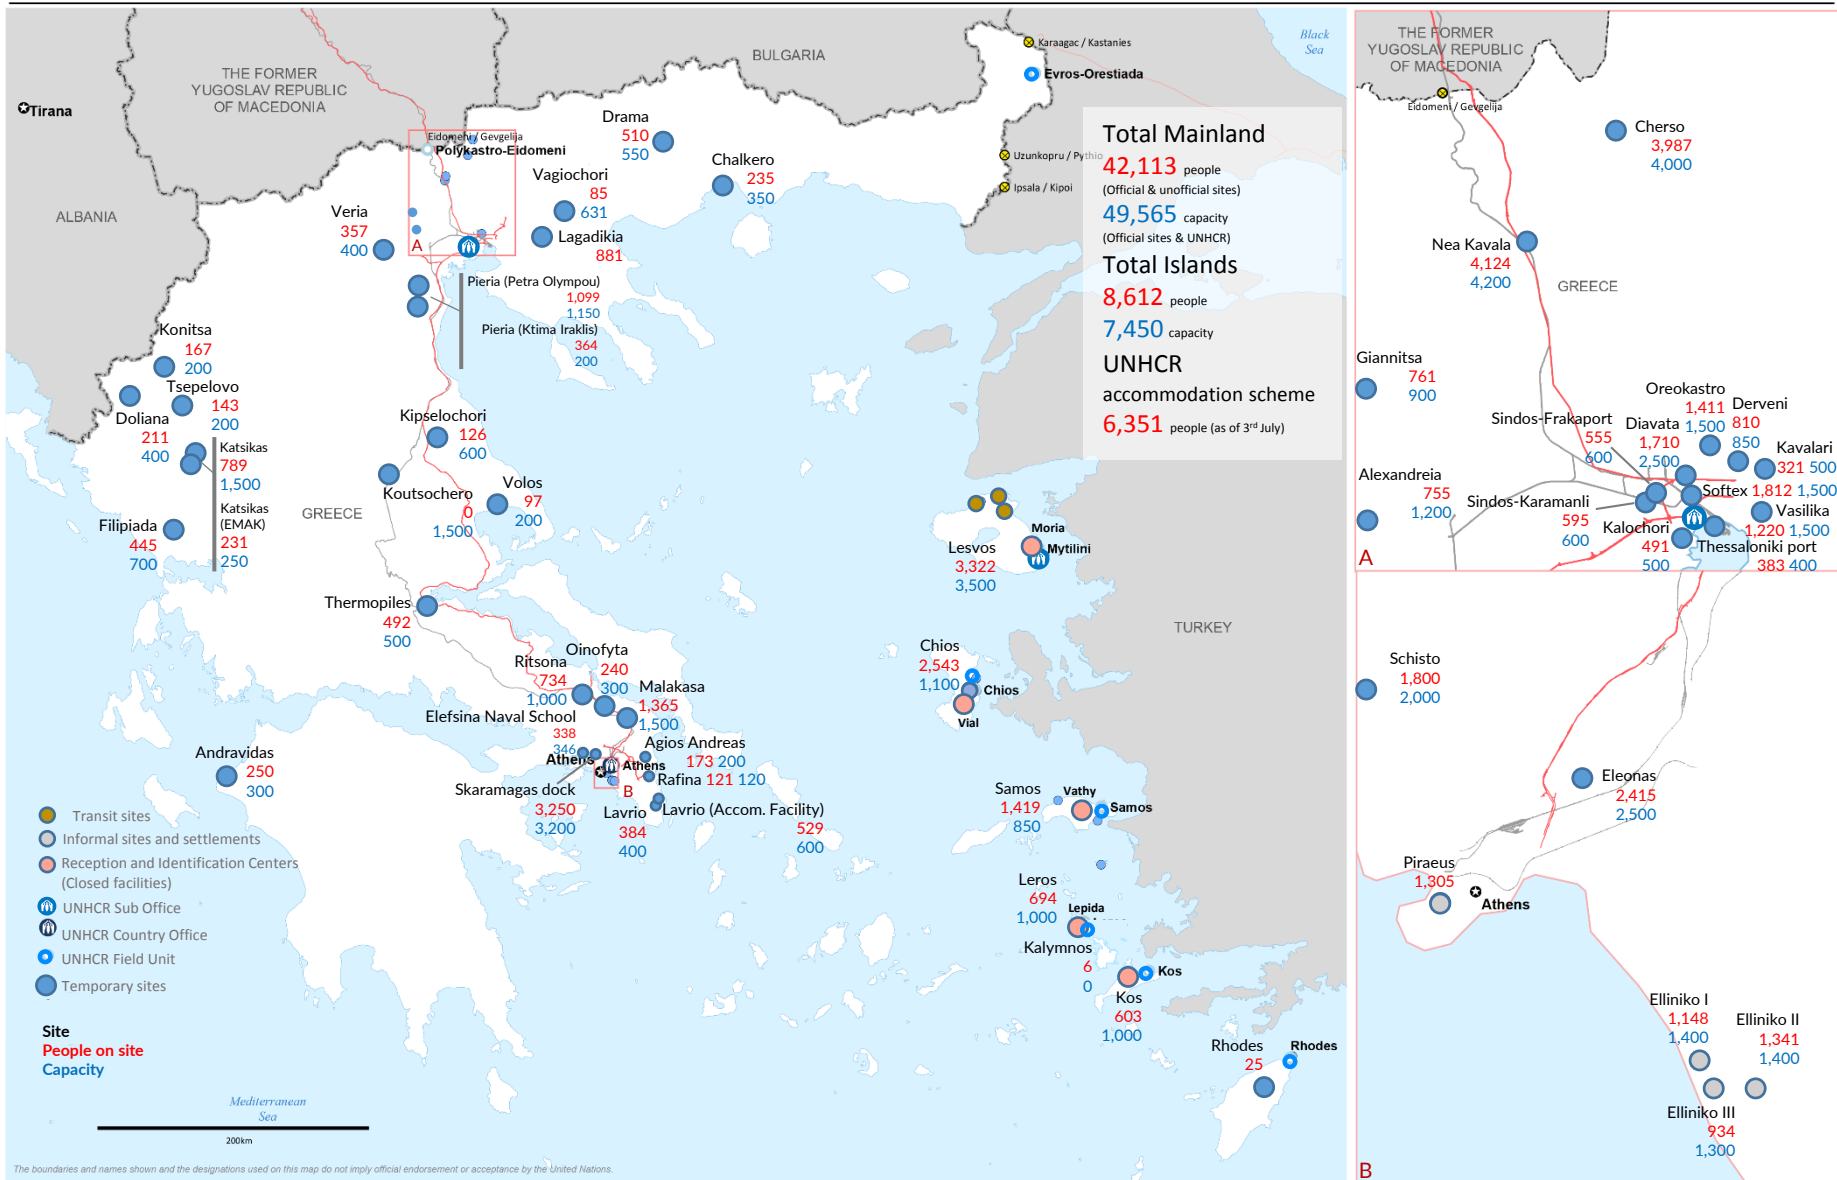 THE FORMER
YUGOSLAV REPUBLIC
OF MACEDONIA
BULGARIA
Black
Sea
Karaagac / Kastanies
Evros-Orestiada
Tirana
ALBANIA
Eidomeni / Gevgelija
Polykastro-Eidomeni
Drama
510
550
Chalkero
235
350
Vagiochori
85
631
Lagadikia
881
Veria
357
400
A
Uzunkopru / Pythio
Ipsala / Kipoi
Total Mainland
42,113 people
(Official & unofficial sites)
49,565 capacity
(Official sites & UNHCR)
Total Islands
8,612 people
7,450 capacity
UNHCR
accommodation scheme
6,351 people (as of 3rd July)
Pieria (Petra Olympou)
1,099
1,150
Pieria (Ktima Iraklis)
364
200
Konitsa
167
200
Tsepelovo
143
200
Doliana
211
400
Katsikas
789
1,500
Katsikas
(EMAK)
231
250
Filipiada
445
700
GREECE
Kipselochori
126
600
Koutsochero
0
1,500
Volos
97
200
Thermopiles
492
500
Moria
Mytilini
Lesvos
3,322
3,500
TURKEY
Chios
2,543
1,100
Chios
Vial
Oinofyta
240
300
Ritsona
734
1,000
Malakasa
1,365
1,500
Elefsina Naval School
338
346
Athens
Athens
B
Agios Andreas
173 200
Rafina 121 120
Skaramagas dock
3,250
3,200
Lavrio
384
400
Lavrio (Accom. Facility)
529
600
Andravidas
250
300
Samos
1,419
850
Vathy
Samos
Leros
694
1,000
Lepida
Kalymnos
6
0
Kos
Kos
603
1,000
Rhodes
25
Rhodes
Transit sites
Informal sites and settlements
Reception and Identification Centers
(Closed facilities)
UNHCR Sub Office
UNHCR Country Office
UNHCR Field Unit
Temporary sites
Site
People on site
Capacity
Mediterranean
Sea
200km
The boundaries and names shown and the designations used on this map do not imply official endorsement or acceptance by the United Nations.
THE FORMER
YUGOSLAV REPUBLIC
OF MACEDONIA
Eidomeni / Gevgelija
Cherso
3,987
4,000
Nea Kavala
4,124
4,200
GREECE
Giannitsa
761
900
Alexandreia
755
1,200
Oreokastro
1,411
1,500
Derveni
810
850
Sindos-Frakaport
555
600
Diavata
1,710
2,500
Kavalari
321 500
Softex 1,812 1,500
Sindos-Karamanli
595
600
Vasilika
1,220 1,500
Kalochori
491
500
Thessaloniki port
383 400
A
Schisto
1,800
2,000
Eleonas
2,415
2,500
Piraeus
1,305
Athens
Elliniko I
1,148
1,400
Elliniko II
1,341
1,400
Elliniko III
934
1,300
B